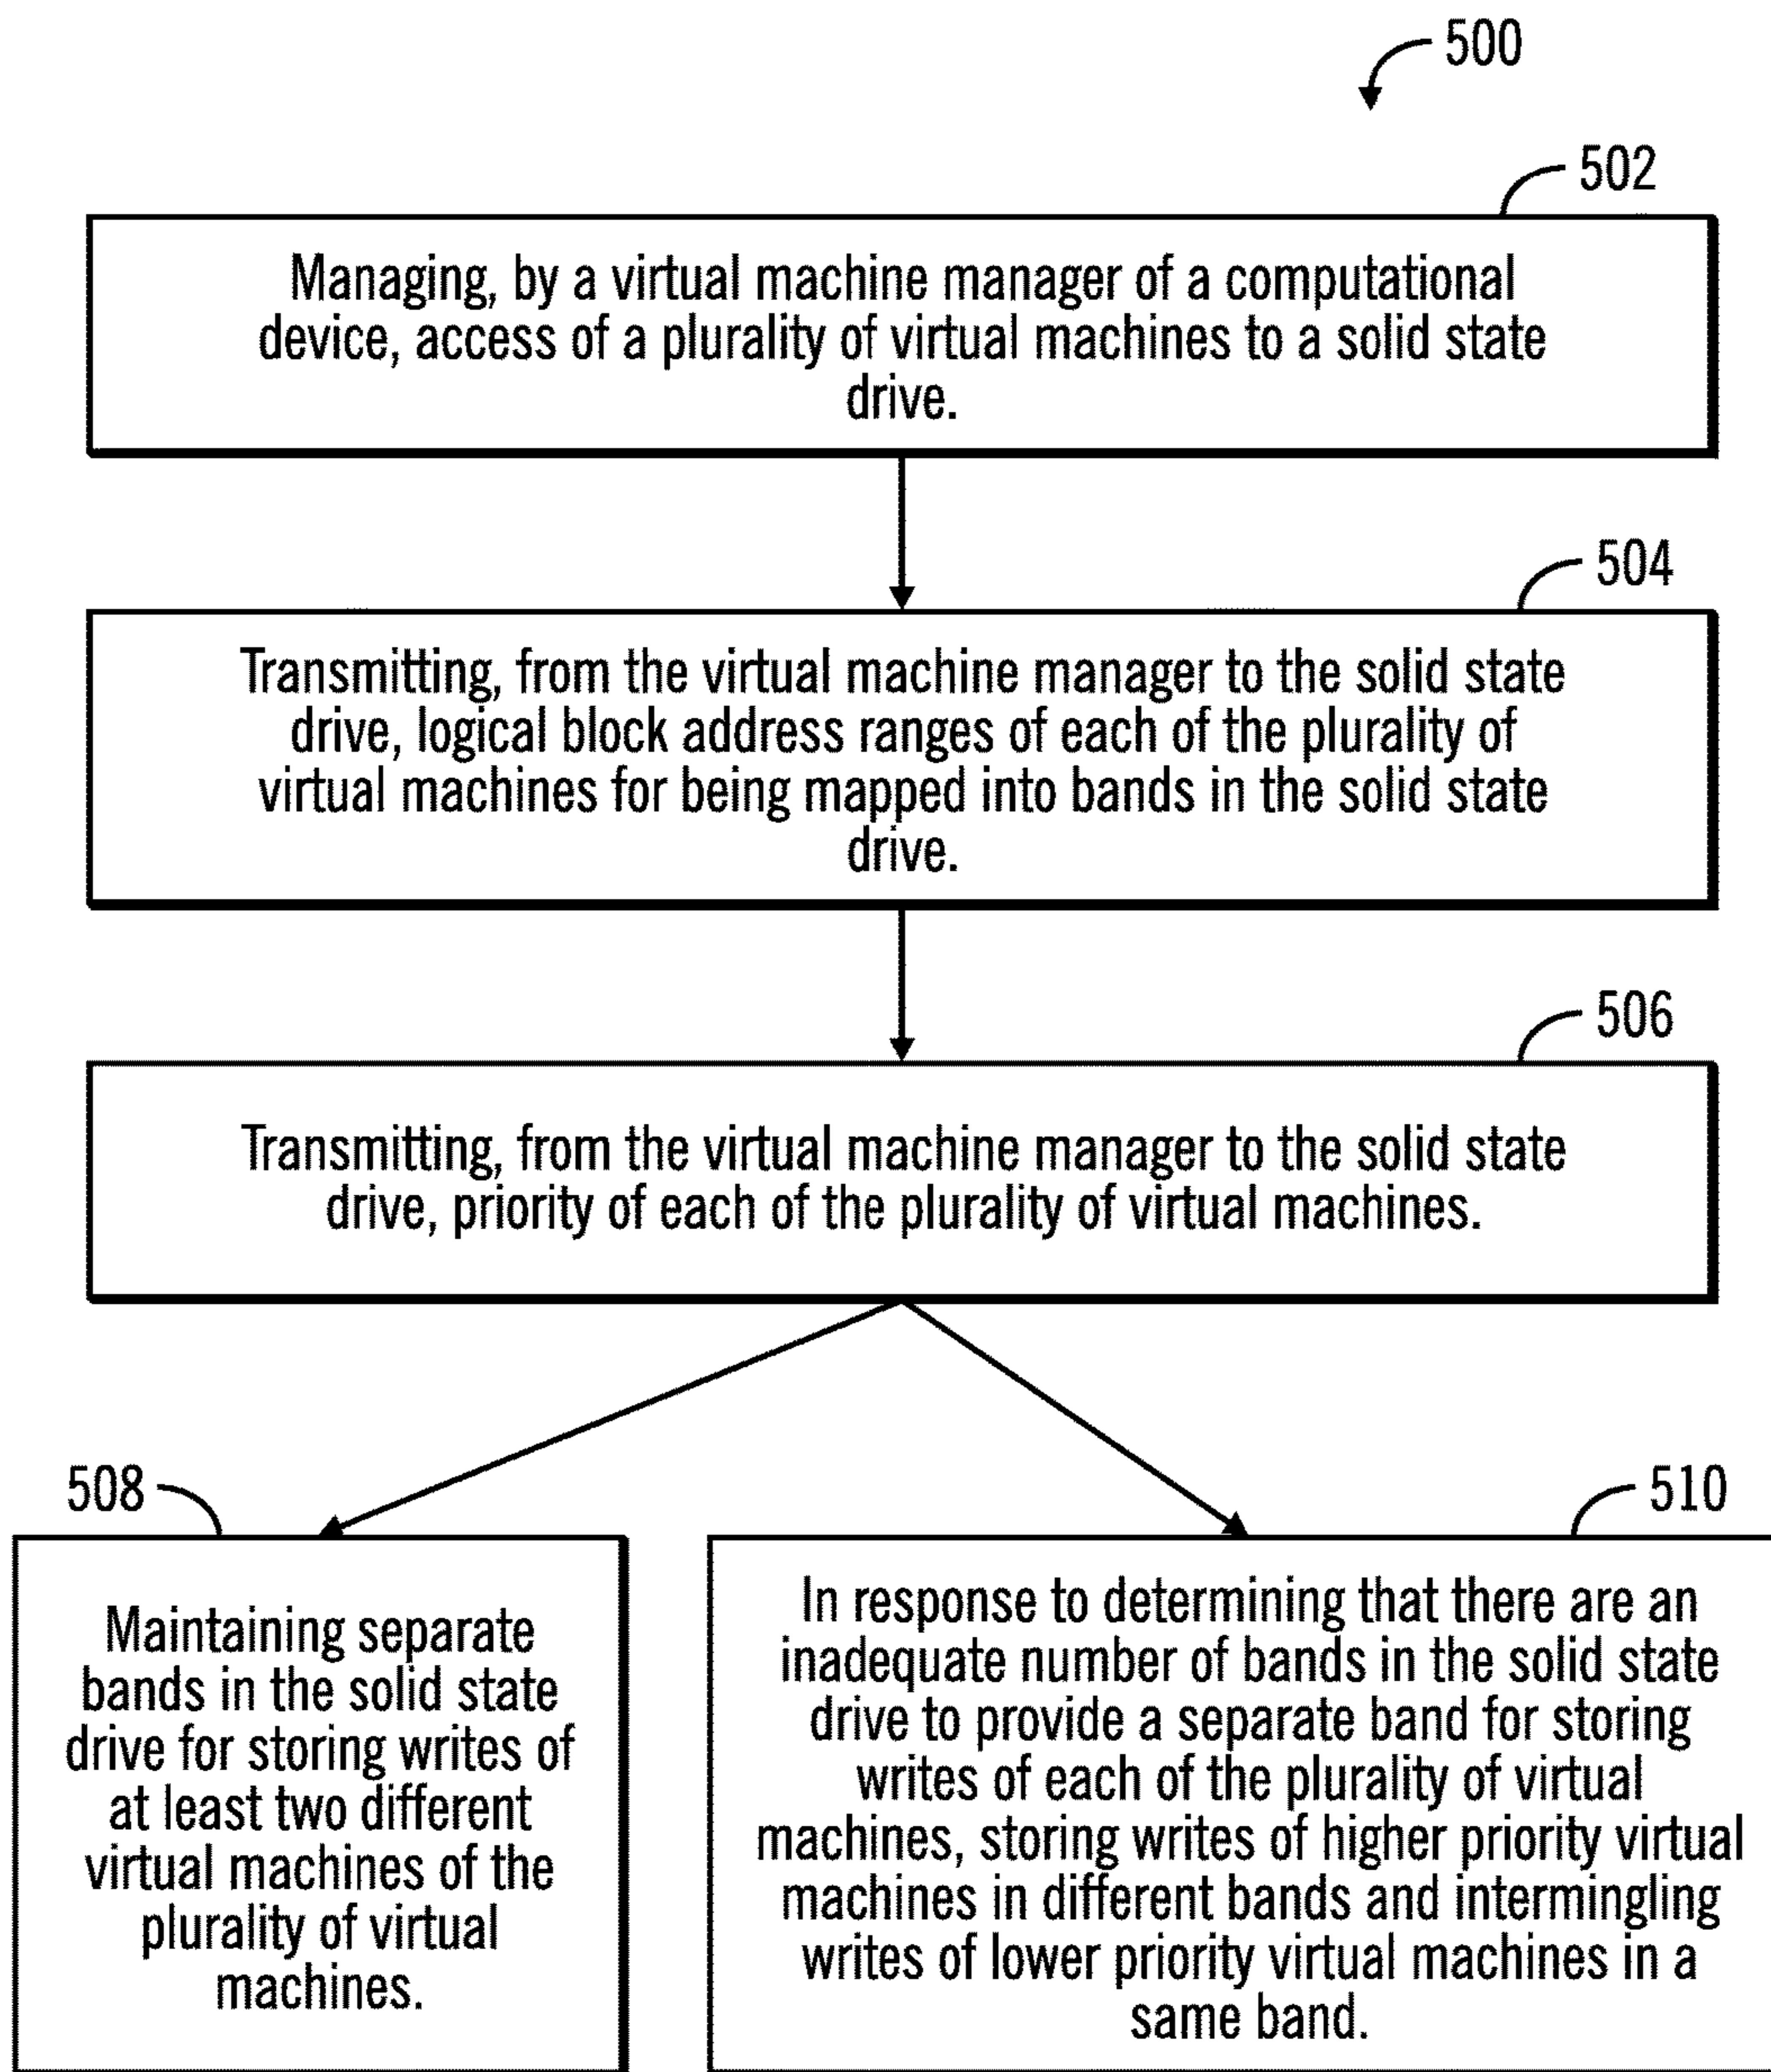 500
502
Managing, by a virtual machine manager of a computational
device, access of a plurality of virtual machines to a solid state
drive.
504
Transmitting, from the virtual machine manager to the solid state
drive, logical block address ranges of each of the plurality of
virtual machines for being mapped into bands in the solid state
drive.
506
Transmitting, from the virtual machine manager to the solid state
drive, priority of each of the plurality of virtual machines.
508
Maintaining separate
bands in the solid state
drive for storing writes of
at least two different
virtual machines of the
plurality of virtual
machines.
510
In response to determining that there are an
inadequate number of bands in the solid state
drive to provide a separate band for storing
writes of each of the plurality of virtual
machines, storing writes of higher priority virtual
machines in different bands and intermingling
writes of lower priority virtual machines in a
same band.